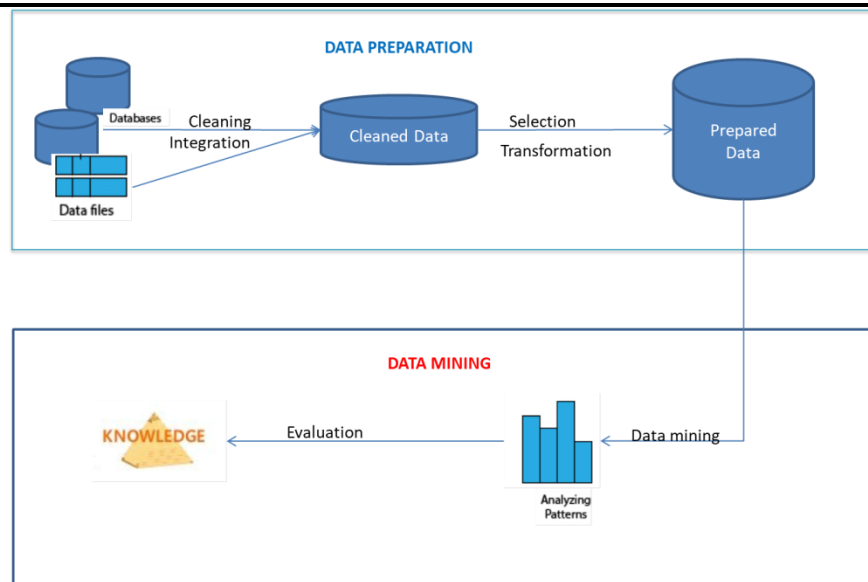 DATA PREPARATION
Databases
Cleaning
Integration
Cleaned Data
Selection
Transformation
Prepared
Data
Data files
DATA MINING
KNOWLEDGE
Evaluation
Data mining
Analyzing
Patterns